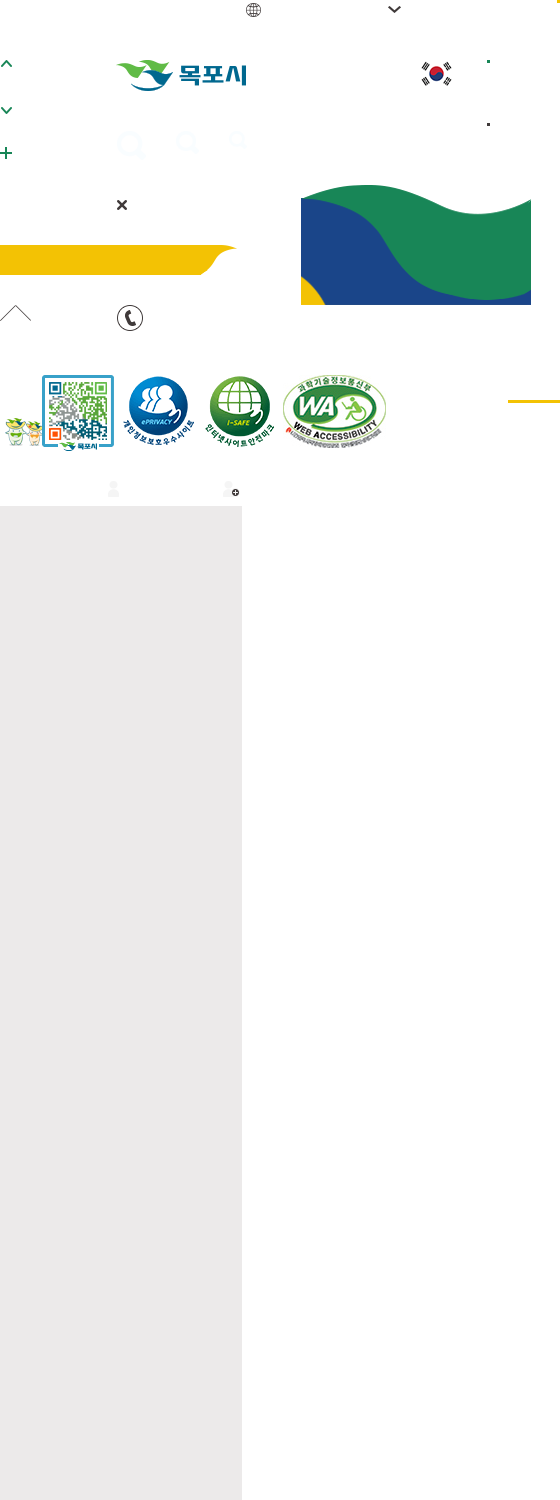 목포시
ePRIVACY
개인정보보호우수사이트
i-SAFE
인터넷사이트안전마크
과학기술정보통신부
WA
WEB ACCESSIBILITY
목포시